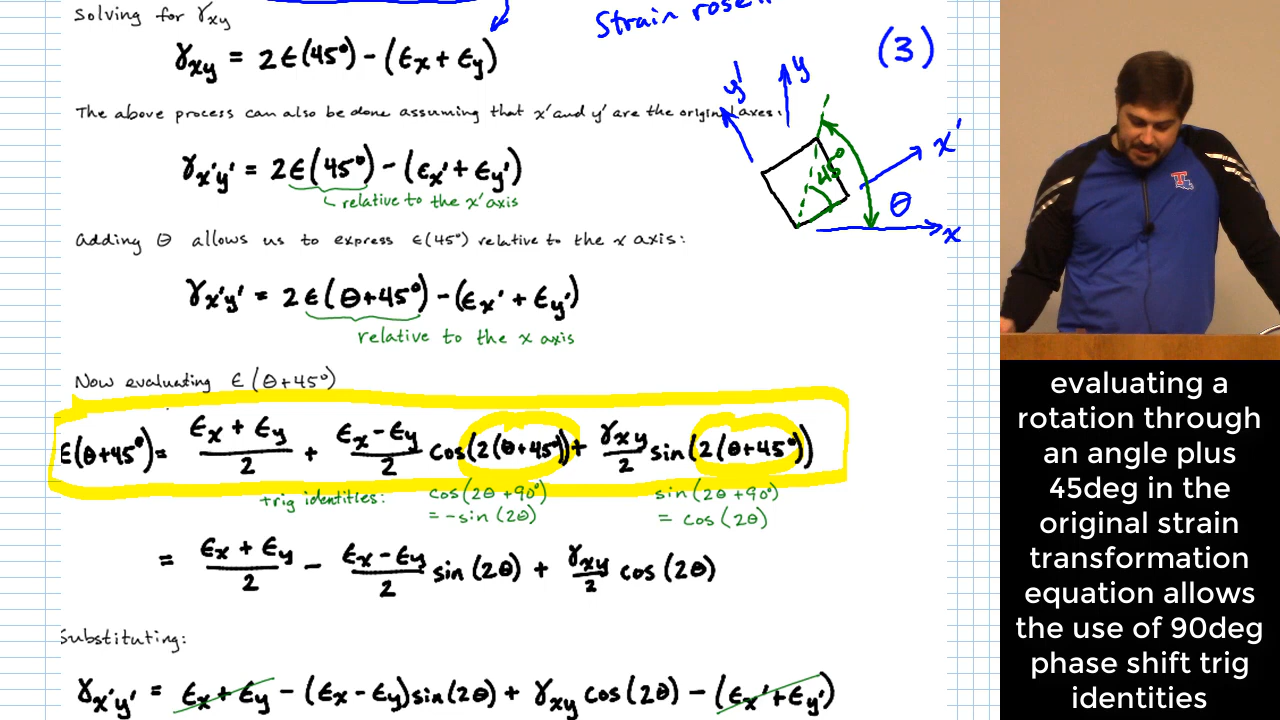 Solving for γxy
Strain
γxy = 2ϵ(45°) - (ϵx + ϵy)
(3)
The above process can also be done assuming that x' and y' are the original axes:
γx'y' = 2ϵ(45°) - (ϵx' + ϵy')
relative to the x' axis
y'
y
x'
45°
θ
x
adding θ allows us to express ϵ(45°) relative to the x axis:
γx'y' = 2ϵ(θ+45°) - (ϵx' + ϵy')
relative to the x axis
Now evaluating ϵ(θ+45°)
ϵ(θ+45°) = (ϵx + ϵy)/2 + (ϵx - ϵy)/2 cos(2(θ+45°)) + γxy/2 sin(2(θ+45°))
trig identities: cos(2θ+90°) sin(2θ+90°)
= -sin(2θ) = cos(2θ)
= (ϵx + ϵy)/2 - (ϵx - ϵy)/2 sin(2θ) + γxy/2 cos(2θ)
Substituting:
γx'y' = ϵx + ϵy - (ϵx - ϵy)sin(2θ) + γxy cos(2θ) - (ϵx' + ϵy')
evaluating a
rotation through
an angle plus
45deg in the
original strain
transformation
equation allows
the use of 90deg
phase shift trig
identities